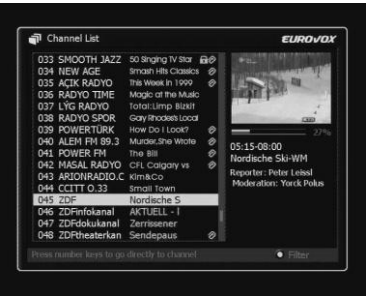 Channel List
EUROVOX
033 SMOOTH JAZZ 50 Singing TV Star
034 NEW AGE Smash Hits Classics
035 AÇIK RADYO This Week In 1999
036 RADYO TIME Magic of the Music
037 LÝG RADYO Total:Limp Bizkit
038 RADYO SPOR Gary Rhodes's Local
039 POWERTÜRK How Do I Look?
040 ALEM FM 89.3 Murder,She Wrote
041 POWER FM The Bill
042 MASAL RADYO CFL Calgary vs
043 ARIONRADIO.C Kim&Co
044 CCITT O.33 Small Town
045 ZDF Nordische S
046 ZDFinfokanal AKTUELL - I
047 ZDFdokukanal Zerrissener
048 ZDFtheaterkan Sendepaus
27%
05:15-08:00
Nordische Ski-WM
Reporter: Peter Leissl
Moderation: Yorck Polus
Press number keys to go directly to channel
Filter